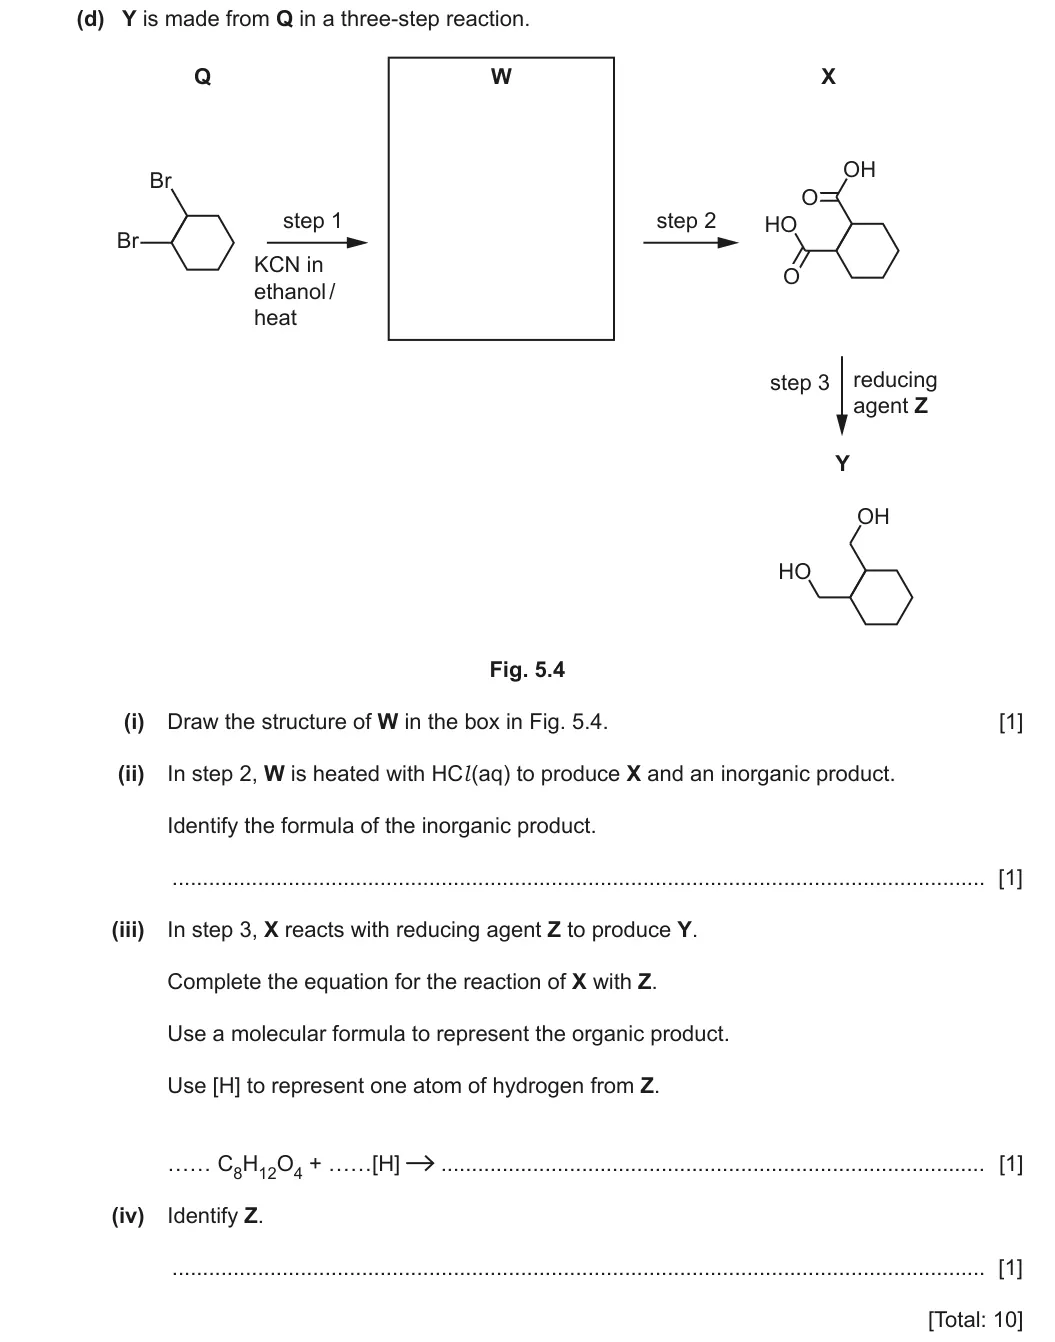 (d) Y is made from Q in a three-step reaction.
Q
W
X
Br
Br
step 1
KCN in
ethanol/
heat
step 2
OH
O
HO
O
step 3
reducing
agent Z
Y
OH
HO
Fig. 5.4
(i) Draw the structure of W in the box in Fig. 5.4. [1]
(ii) In step 2, W is heated with HCl(aq) to produce X and an inorganic product.
Identify the formula of the inorganic product.
.......................................................................................................................................... [1]
(iii) In step 3, X reacts with reducing agent Z to produce Y.
Complete the equation for the reaction of X with Z.
Use a molecular formula to represent the organic product.
Use [H] to represent one atom of hydrogen from Z.
...... C₈H₁₂O₄ + ......[H] → .......................................................................................... [1]
(iv) Identify Z.
.......................................................................................................................................... [1]
[Total: 10]